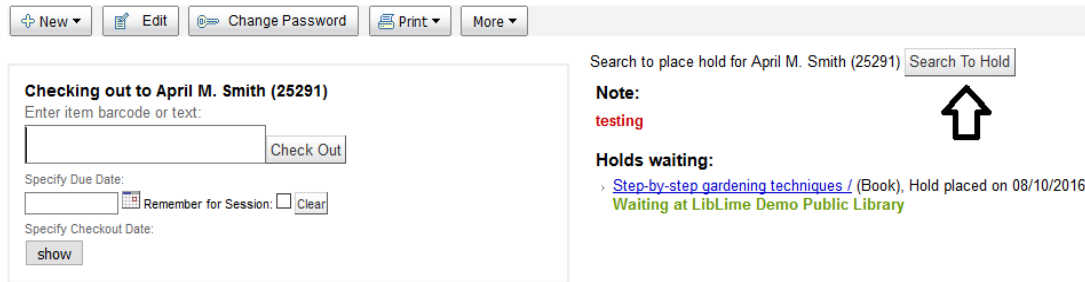 New Edit Change Password Print More
Search to place hold for April M. Smith (25291) Search To Hold
Checking out to April M. Smith (25291)
Enter item barcode or text:
Check Out
Specify Due Date:
Remember for Session: Clear
Specify Checkout Date:
show
Note:
testing
Holds waiting:
› Step-by-step gardening techniques / (Book), Hold placed on 08/10/2016
Waiting at LibLime Demo Public Library